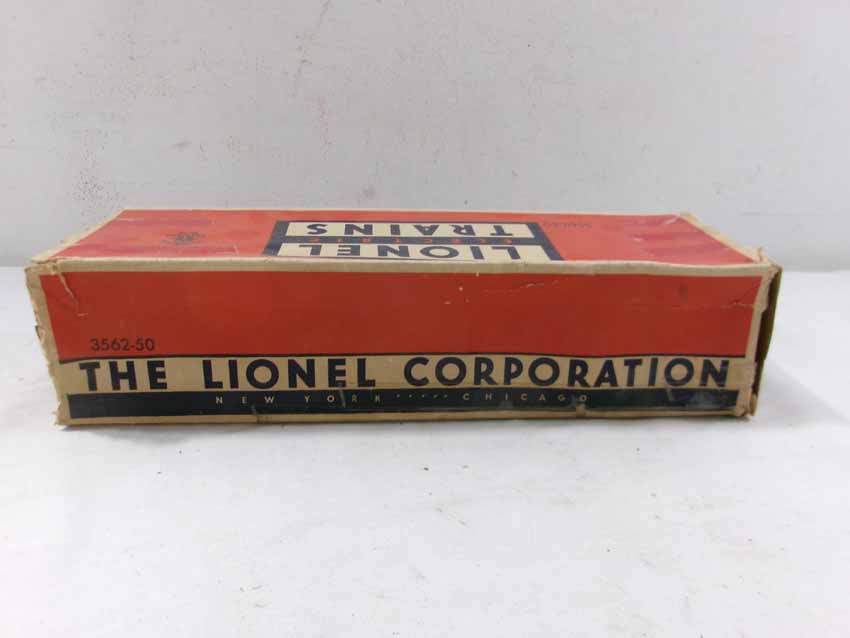 LIONEL
ELECTRIC
TRAINS
3562-50
THE LIONEL CORPORATION
NEW YORK ····· CHICAGO